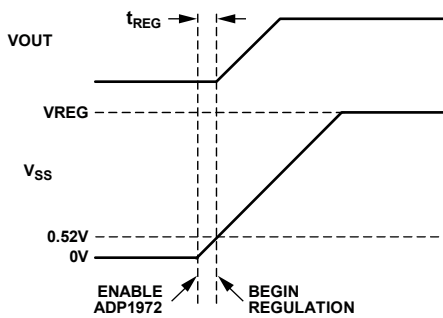 tREG
VOUT
VREG
VSS
0.52V
0V
ENABLE
ADP1972
BEGIN
REGULATION